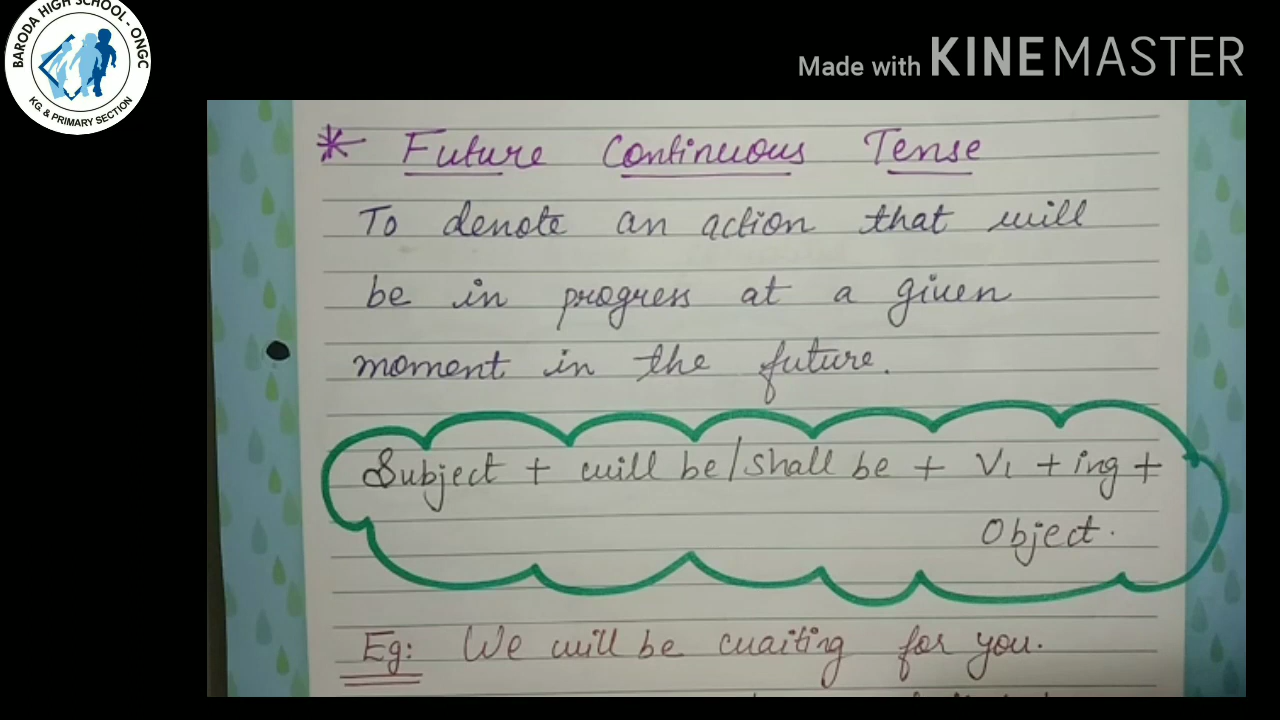 BARODA HIGH SCHOOL - ONGC
KG & PRIMARY SECTION
Made with KINEMASTER
* Future Continuous Tense
To denote an action that will
be in progress at a given
moment in the future.
Subject + will be/shall be + V1 + ing +
Object.
Eg: We will be waiting for you.